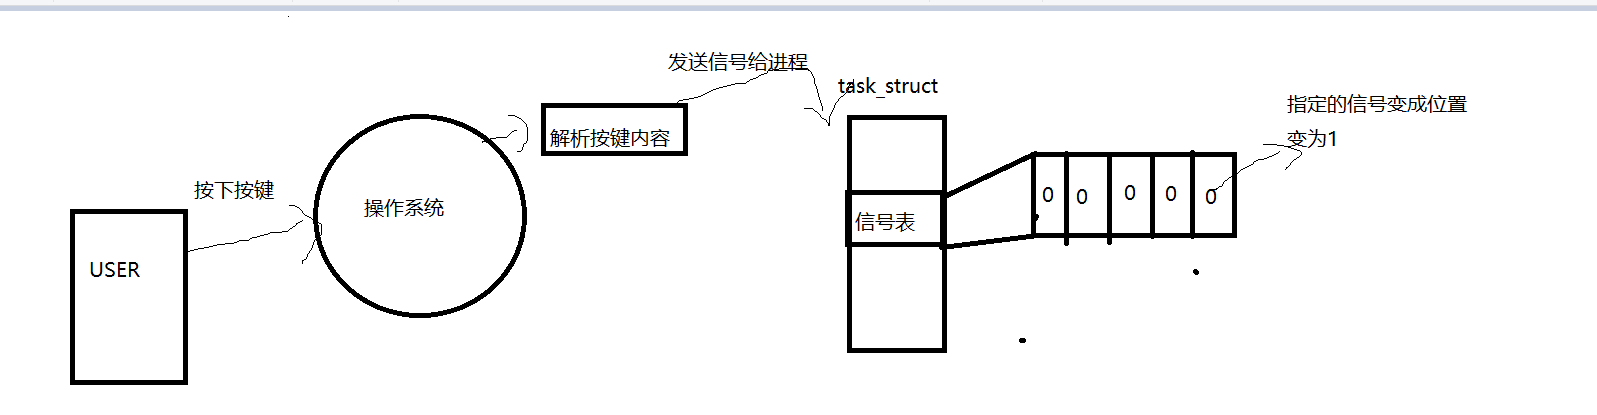 发送信号给进程
task_struct
指定的信号变成位置
变为1
解析按键内容
按下按键
操作系统
0 0 0 0 0
信号表
USER